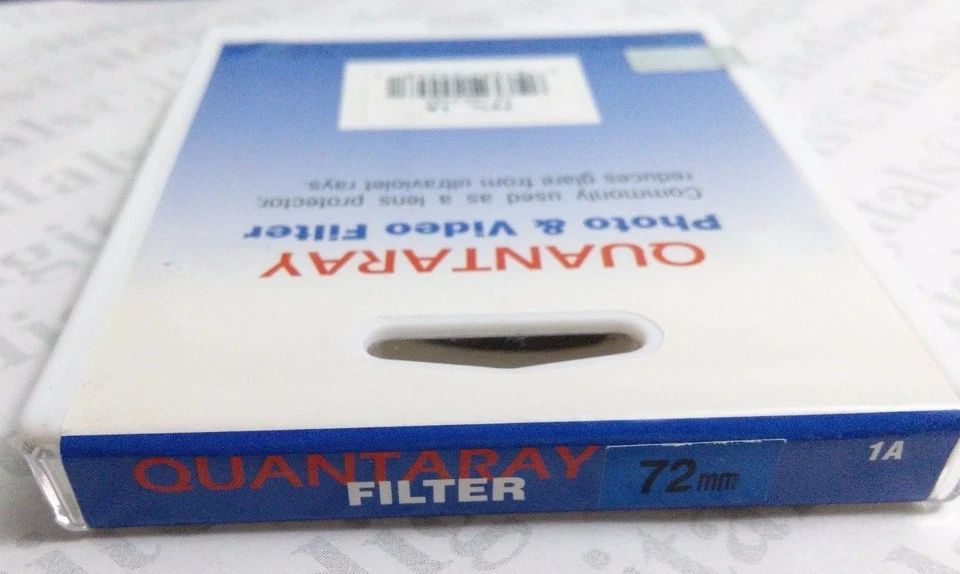 QUANTARAY
Photo & Video Filter
Commonly used as a lens protector,
reduces glare from ultraviolet rays.
QUANTARAY
FILTER
72mm
1A